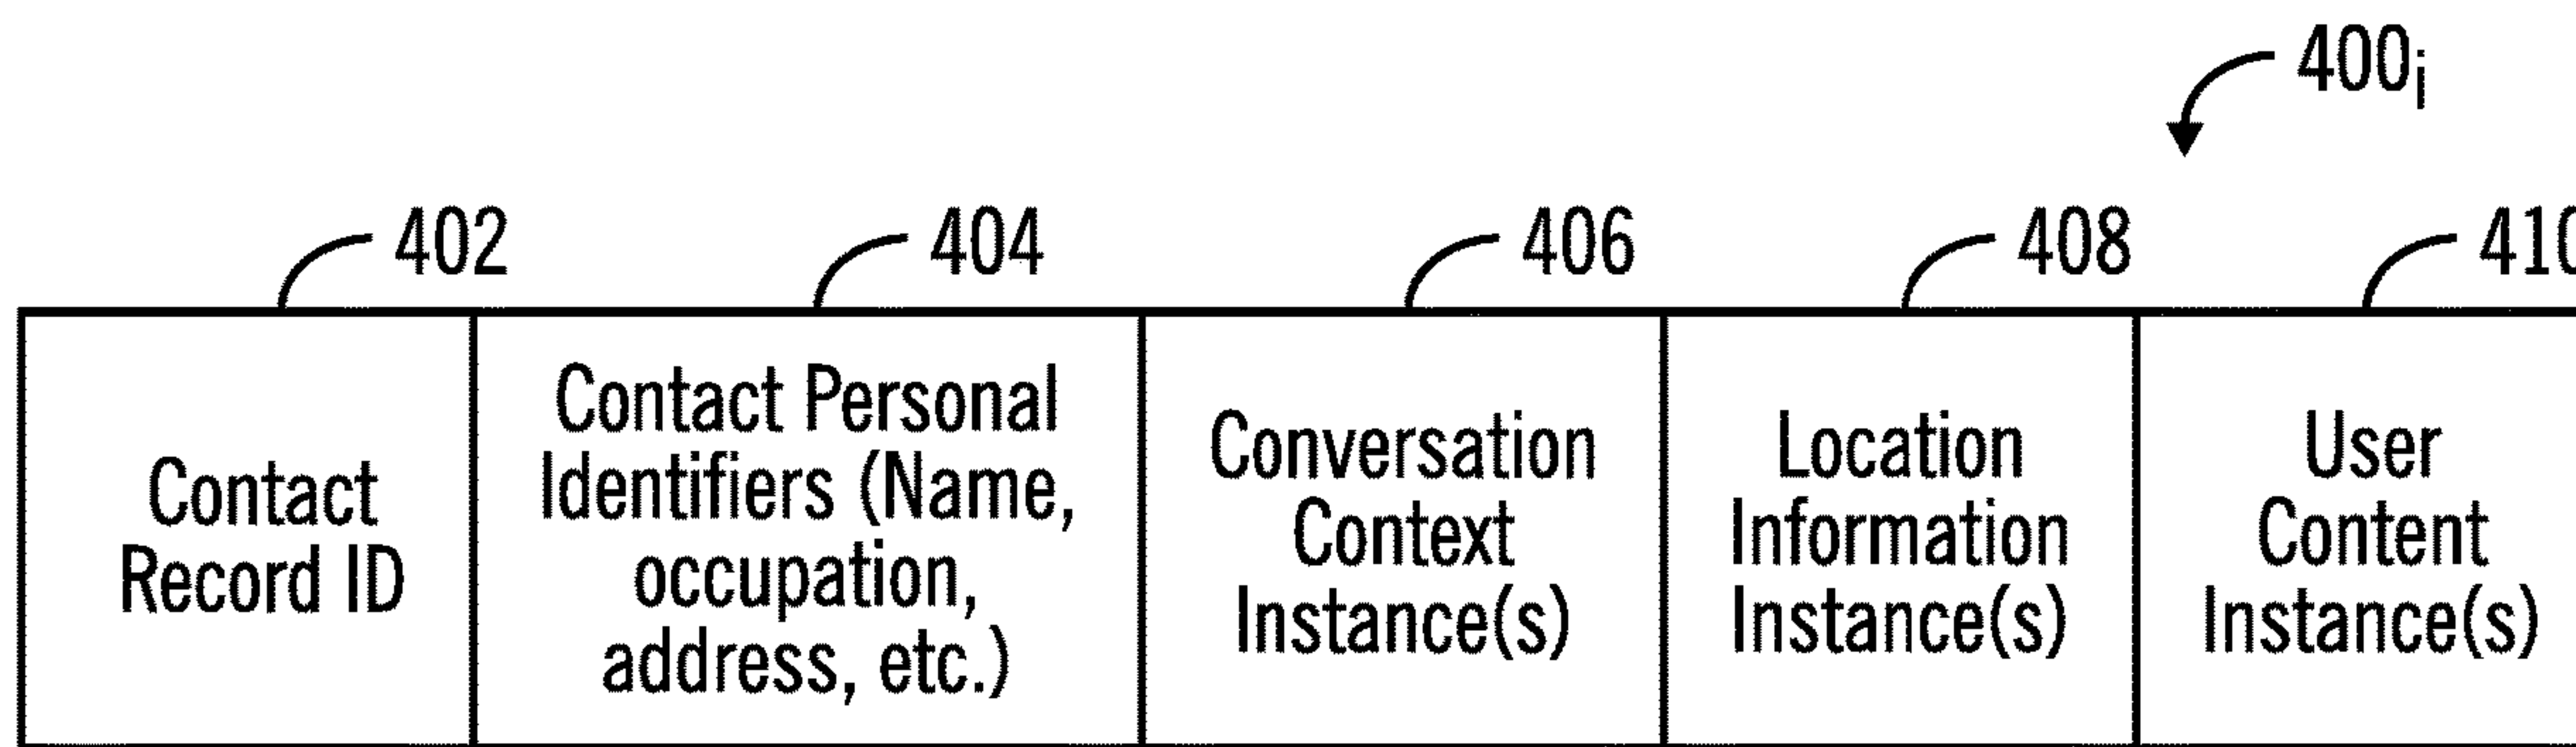 400i
402 404 406 408 410
Contact
Record ID
Contact Personal
Identifiers (Name,
occupation,
address, etc.)
Conversation
Context
Instance(s)
Location
Information
Instance(s)
User
Content
Instance(s)